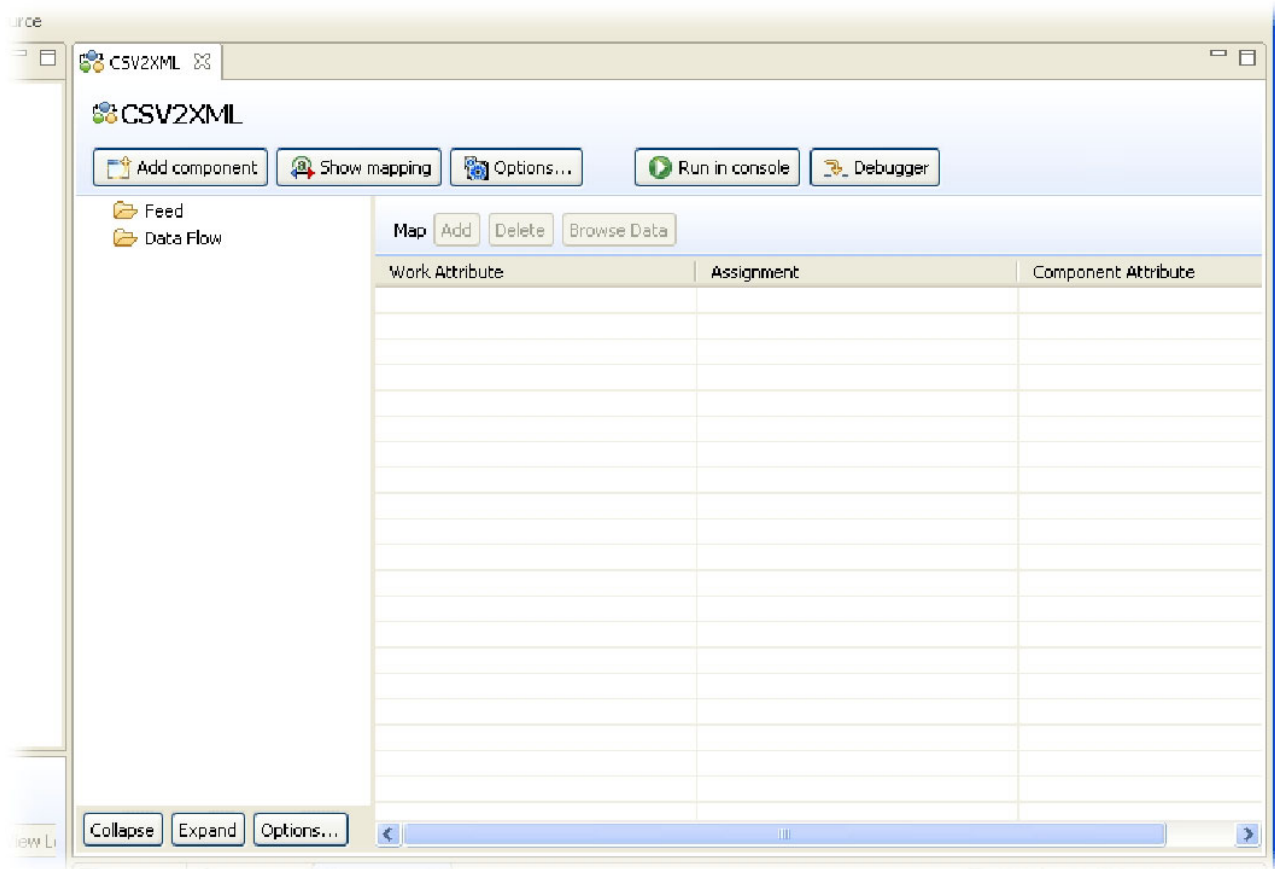 CSV2XML
CSV2XML
Add component Show mapping Options... Run in console Debugger
Feed
Data Flow
Map Add Delete Browse Data
Work Attribute Assignment Component Attribute
Collapse Expand Options...